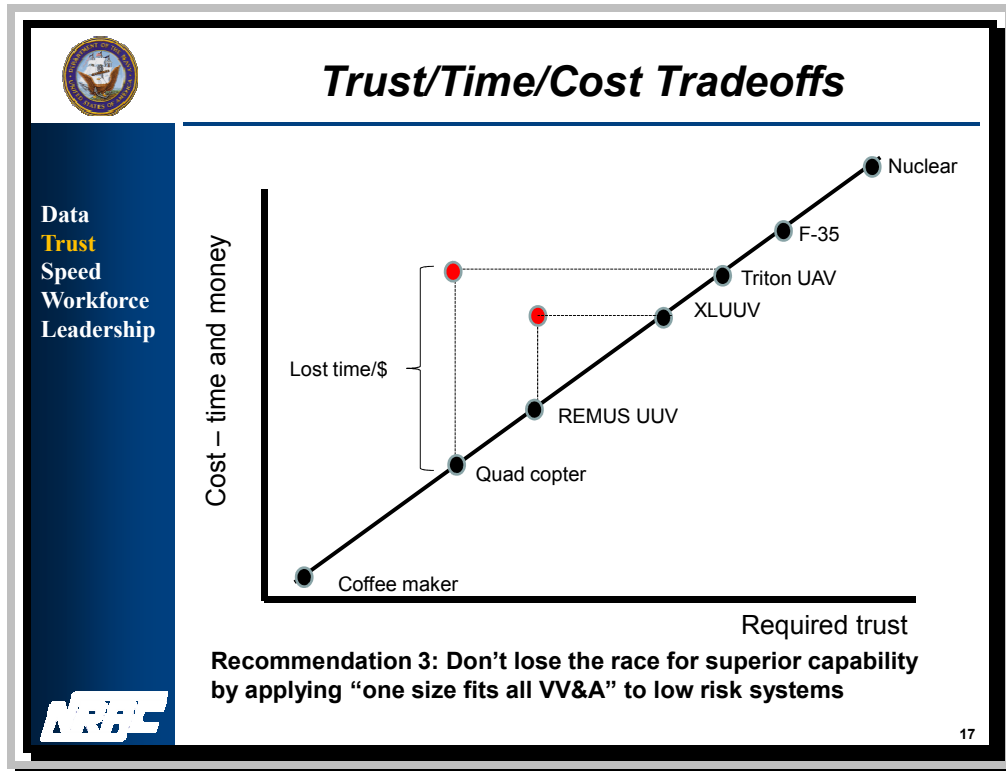 Trust/Time/Cost Tradeoffs
Data
Trust
Speed
Workforce
Leadership
Cost – time and money
Nuclear
F-35
Triton UAV
XLUUV
Lost time/$
REMUS UUV
Quad copter
Coffee maker
Required trust
Recommendation 3: Don’t lose the race for superior capability
by applying “one size fits all VV&A” to low risk systems
NRAC
17